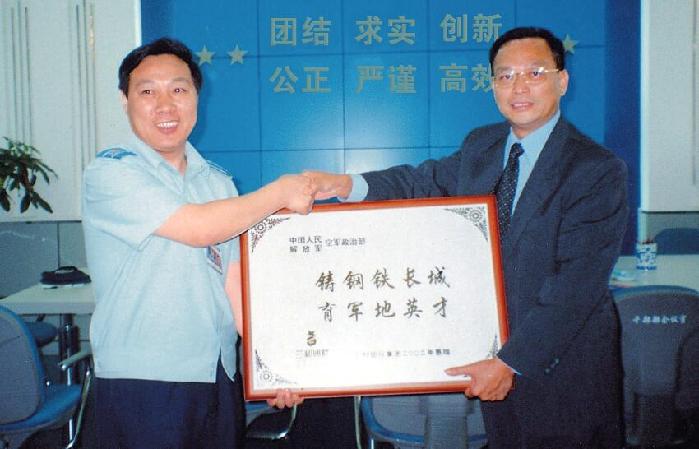 团结 求实 创新
公正 严谨 高效
中国人民
解放军 空军政治部
铸钢铁长城
育军地英才